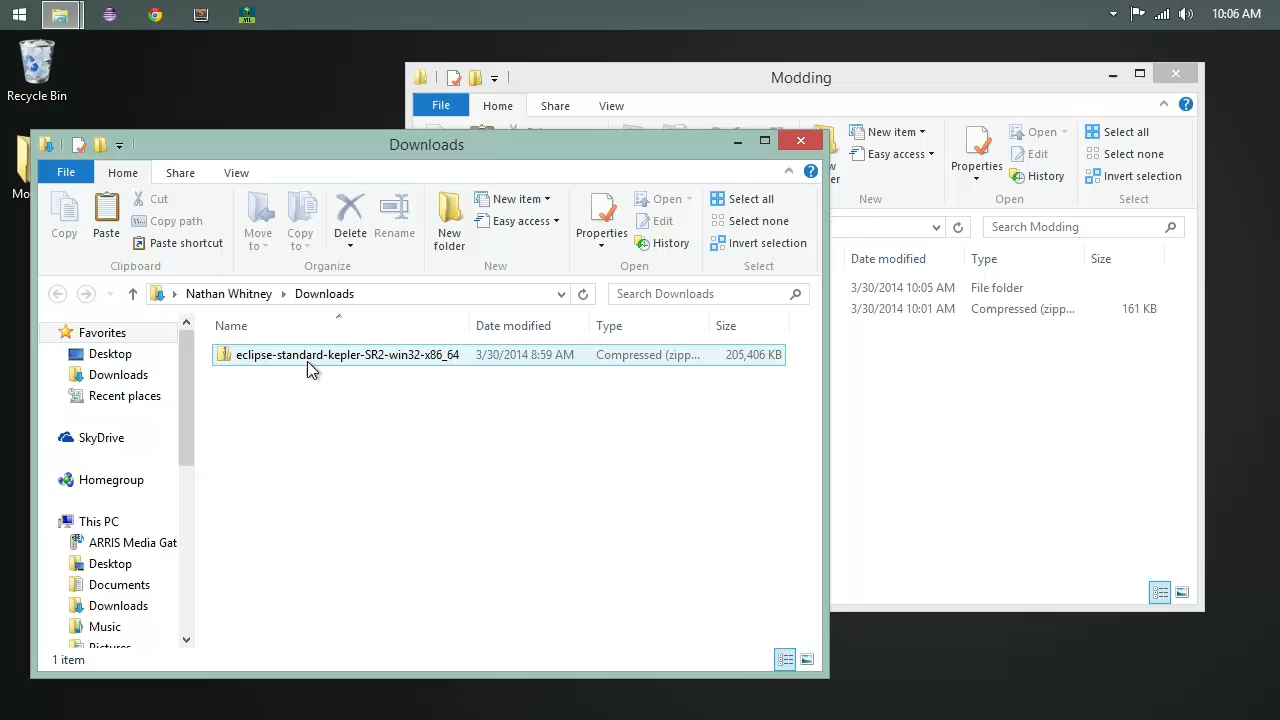 10:06 AM
Recycle Bin
Mo
Modding
File Home Share View
New item
Easy access
Properties
Open
Edit
History
Select all
Select none
Invert selection
New Open Select
Search Modding
Date modified Type Size
3/30/2014 10:05 AM File folder
3/30/2014 10:01 AM Compressed (zipp... 161 KB
Downloads
File Home Share View
Copy
Paste
Cut
Copy path
Paste shortcut
Move to
Copy to
Delete
Rename
New folder
New item
Easy access
Properties
Open
Edit
History
Select all
Select none
Invert selection
Clipboard Organize New Open Select
Nathan Whitney Downloads
Search Downloads
Name Date modified Type Size
eclipse-standard-kepler-SR2-win32-x86_64 3/30/2014 8:59 AM Compressed (zipp... 205,406 KB
Favorites
Desktop
Downloads
Recent places
SkyDrive
Homegroup
This PC
ARRIS Media Gat
Desktop
Documents
Downloads
Music
Pictures
1 item